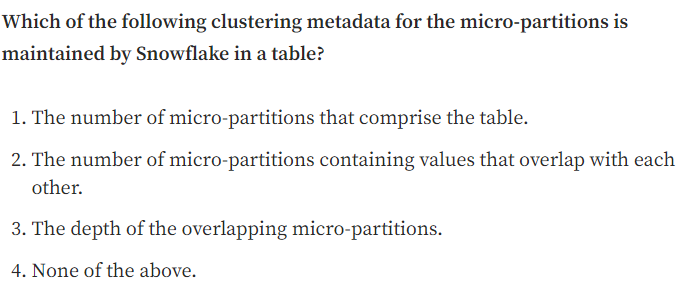 Which of the following clustering metadata for the micro-partitions is
maintained by Snowflake in a table?
1. The number of micro-partitions that comprise the table.
2. The number of micro-partitions containing values that overlap with each
other.
3. The depth of the overlapping micro-partitions.
4. None of the above.